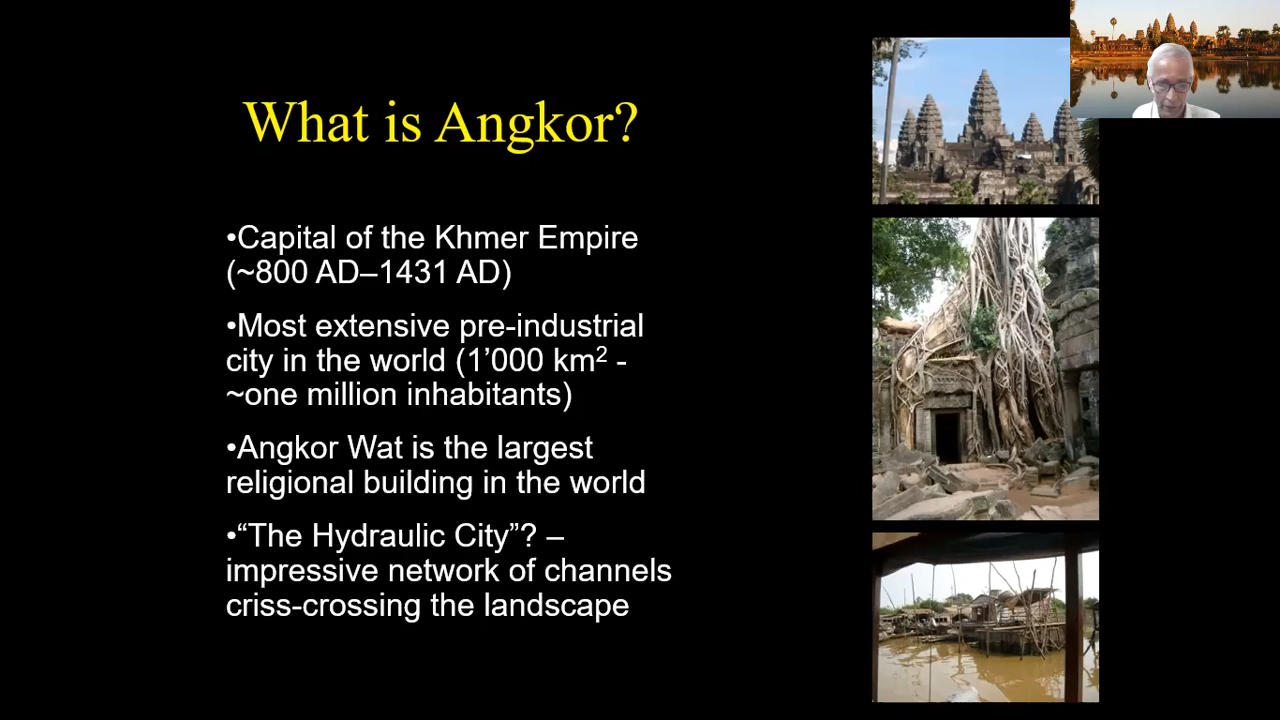 What is Angkor?
•Capital of the Khmer Empire
(~800 AD–1431 AD)
•Most extensive pre-industrial
city in the world (1’000 km² -
~one million inhabitants)
•Angkor Wat is the largest
religional building in the world
•“The Hydraulic City”? –
impressive network of channels
criss-crossing the landscape